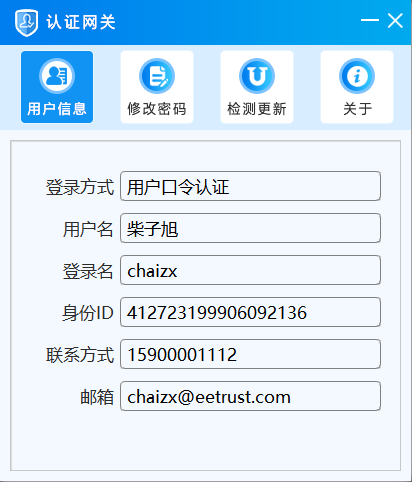 认证网关
用户信息 修改密码 检测更新 关于
登录方式 用户口令认证
用户名 柴子旭
登录名 chaizx
身份ID 412723199906092136
联系方式 15900001112
邮箱 chaizx@eetrust.com